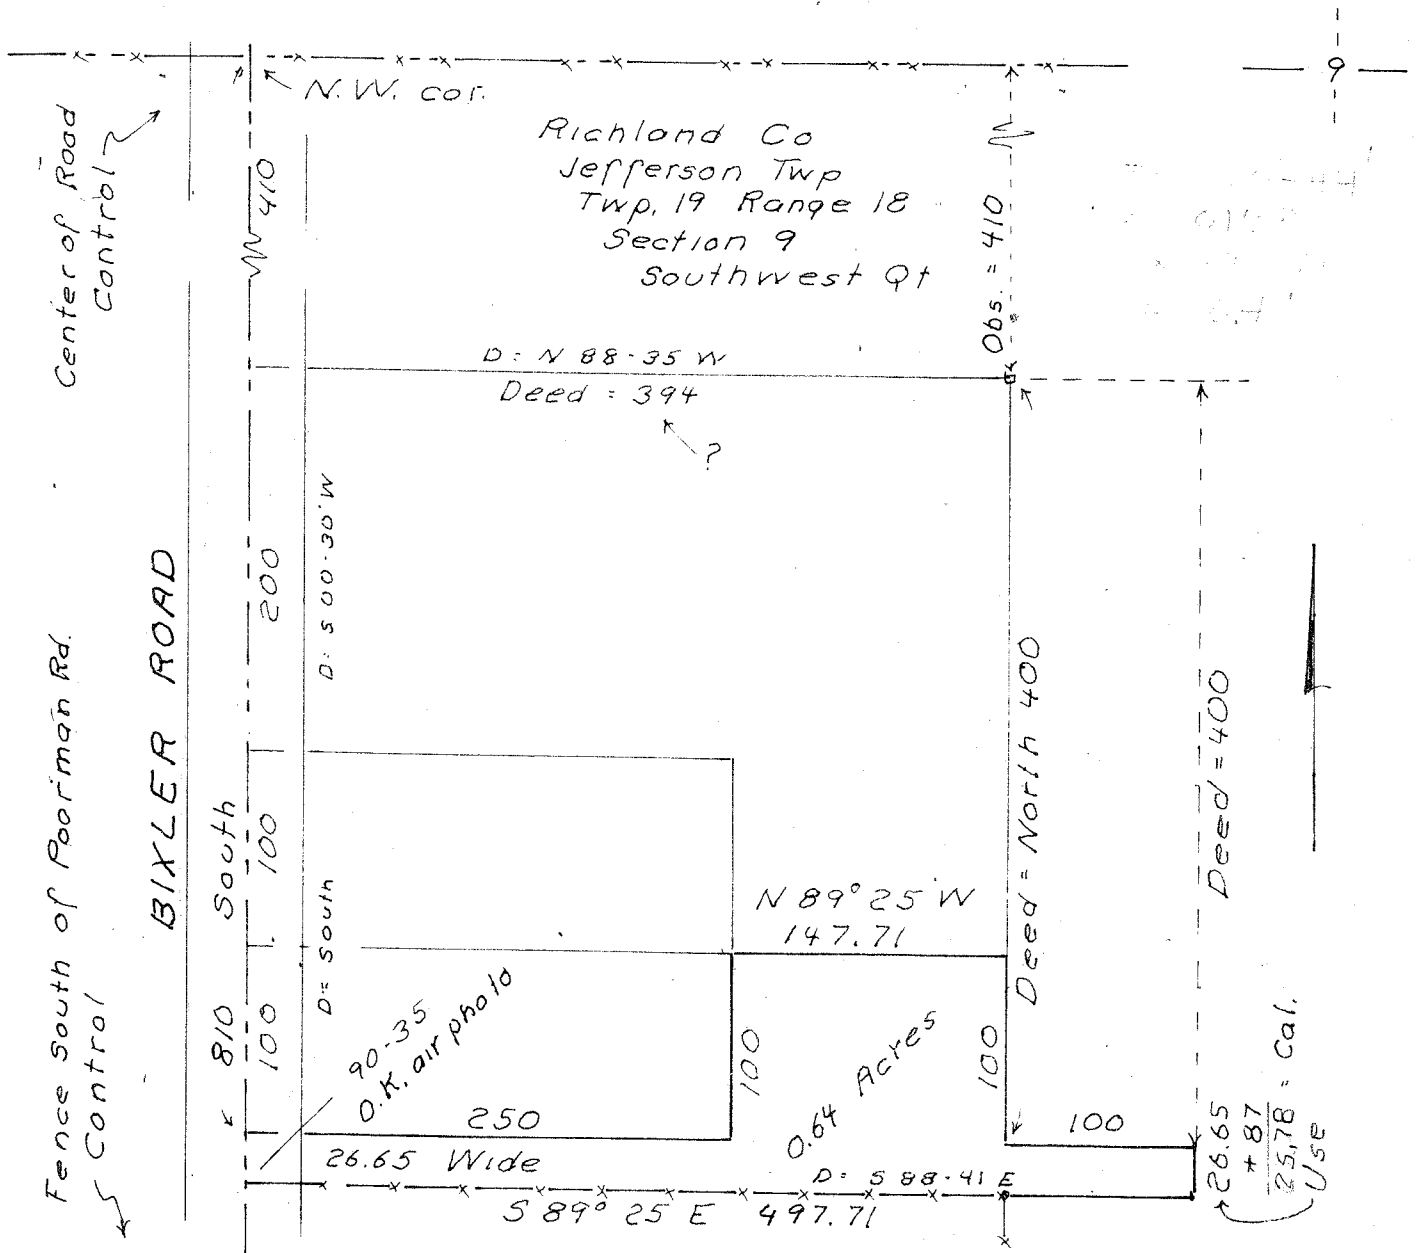 9
N.W. cor.
Richland Co
Jefferson Twp
Twp. 19 Range 18
Section 9
Southwest Qt
Center of Road
Control
410
Obs. = 410
D: N 88-35 W
Deed = 394
?
200
D: S 00-30' W
BIXLER ROAD
Fence South of Poorman Rd.
Control
810 South
100
100
D = South
Deed = North 400
Deed = 400
N 89° 25' W
147.71
90-35
O.K. air photo
100
0.64 Acres
100
250
100
26.65 Wide
D: S 88-41 E
S 89° 25 E 497.71
26.65
+ 87
25.78 = Cal.
Use